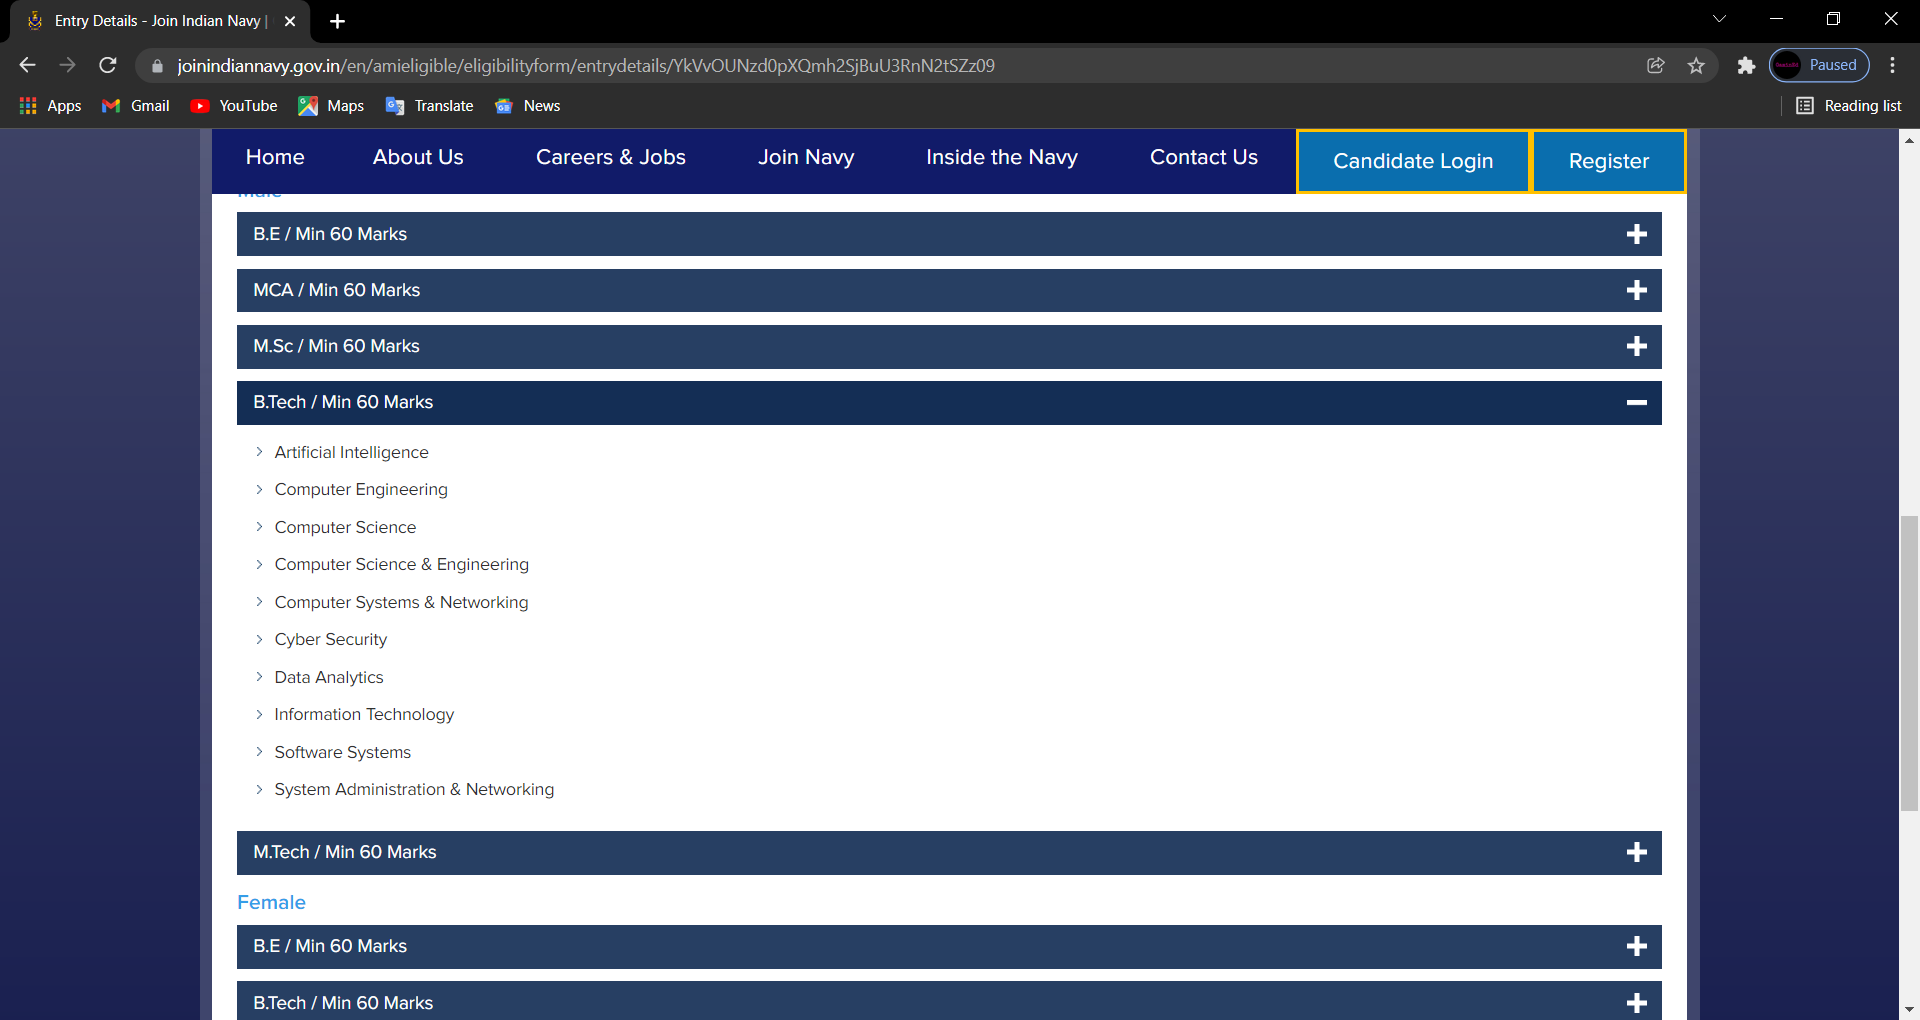 Entry Details - Join Indian Navy |
joinindiannavy.gov.in/en/amieligible/eligibilityform/entrydetails/YkVvOUNzd0pXQmh2SjBuU3RnN2tSZz09
Paused
Apps Gmail YouTube Maps Translate News Reading list
Home About Us Careers & Jobs Join Navy Inside the Navy Contact Us Candidate Login Register
B.E / Min 60 Marks
MCA / Min 60 Marks
M.Sc / Min 60 Marks
B.Tech / Min 60 Marks
Artificial Intelligence
Computer Engineering
Computer Science
Computer Science & Engineering
Computer Systems & Networking
Cyber Security
Data Analytics
Information Technology
Software Systems
System Administration & Networking
M.Tech / Min 60 Marks
Female
B.E / Min 60 Marks
B.Tech / Min 60 Marks